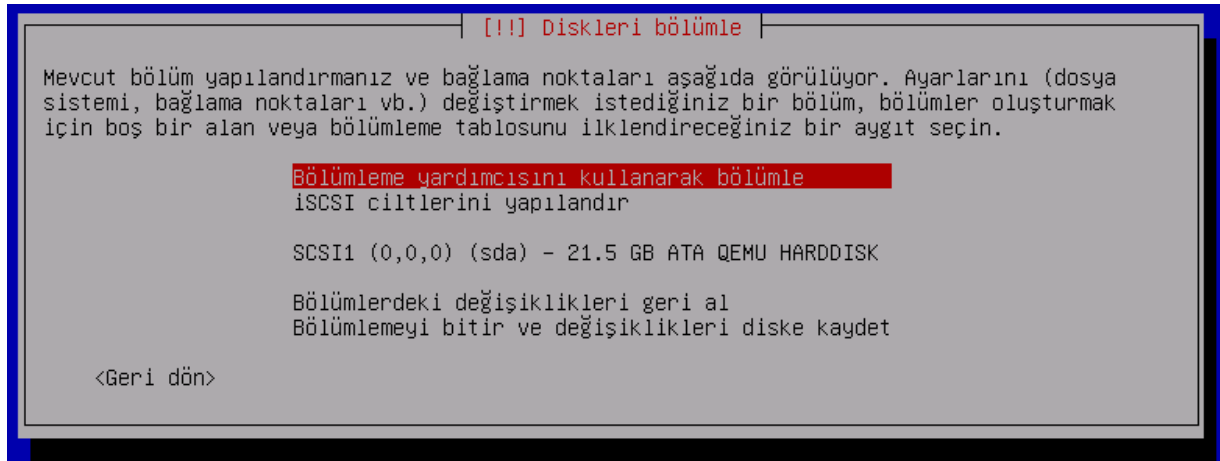 [!!] Diskleri bölümle
Mevcut bölüm yapılandırmanız ve bağlama noktaları aşağıda görülüyor. Ayarlarını (dosya
sistemi, bağlama noktaları vb.) değiştirmek istediğiniz bir bölüm, bölümler oluşturmak
için boş bir alan veya bölümleme tablosunu ilklendireceğiniz bir aygıt seçin.
Bölümleme yardımcısını kullanarak bölümle
iSCSI ciltlerini yapılandır
SCSI1 (0,0,0) (sda) - 21.5 GB ATA QEMU HARDDISK
Bölümlerdeki değişiklikleri geri al
Bölümlemeyi bitir ve değişiklikleri diske kaydet
<Geri dön>